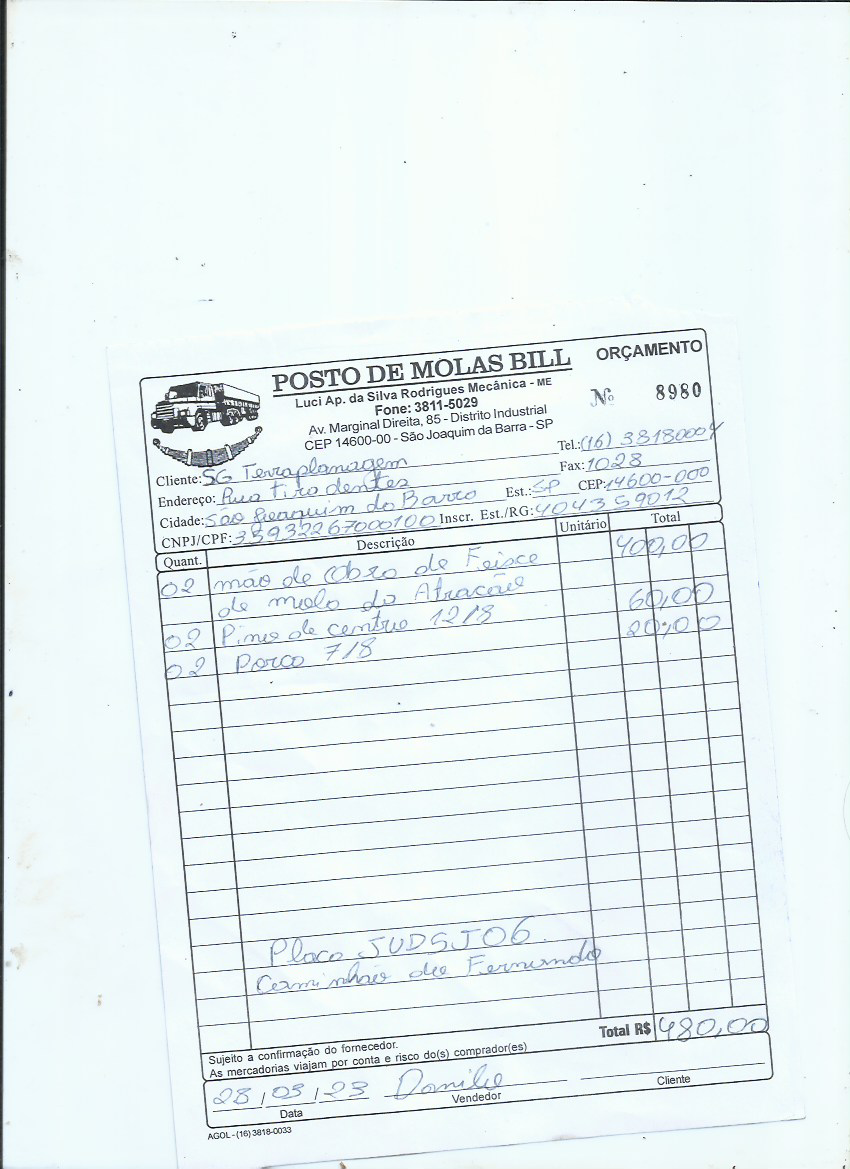 POSTO DE MOLAS BILL
ORÇAMENTO
Luci Ap. da Silva Rodrigues Mecânica - ME
Fone: 3811-5029
Nº 8980
Av. Marginal Direita, 85 - Distrito Industrial
CEP 14600-00 - São Joaquim da Barra - SP
Cliente: SG Terraplanagem Tel.: (16) 3818000
Endereço: Rua Tiradentes Fax: 1028
Cidade: São Joaquim da Barra Est.: SP CEP: 14600-000
CNPJ/CPF: 35932267000100 Inscr. Est./RG: 404359012
Quant. Descrição Unitário Total
02 mão de Obra de Feixe 400,00
de mola do
02 Pino de centro 12/8 60,00
02 Porca 7/8 20,00
Placa JUD5J06
Caminhão do Fernando
Total R$ 480,00
Sujeito a confirmação do fornecedor.
As mercadorias viajam por conta e risco do(s) comprador(es)
28 / 03 / 23 Danilo
Data Vendedor Cliente
AGOL - (16) 3818-0033